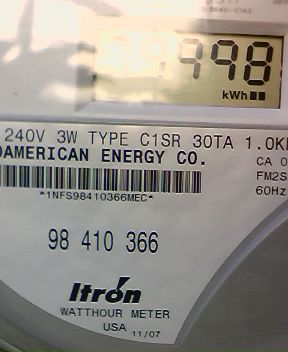 998
kWh
240V 3W TYPE C1SR 30TA 1.0
AMERICAN ENERGY CO.
CA
FM2S
60Hz
*1NFS98410366MEC*
98 410 366
Itron
WATTHOUR METER
USA 11/07